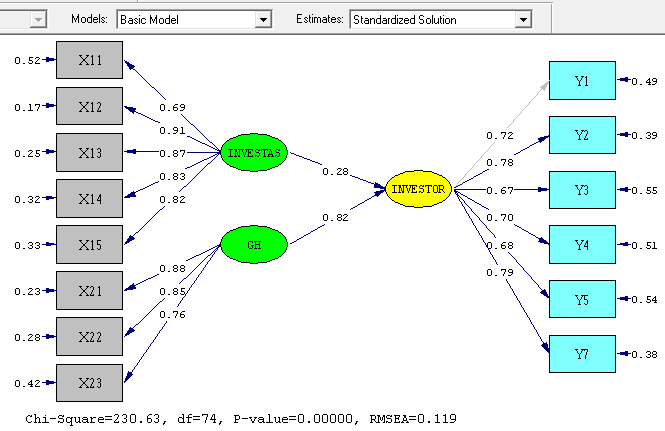 Models: Basic Model Estimates: Standardized Solution
0.52 X11
0.17 X12
0.25 X13
0.32 X14
0.33 X15
0.23 X21
0.28 X22
0.42 X23
0.69
0.91
0.87
0.83
0.82
0.88
0.85
0.76
INVESTAS
GH
0.28
0.82
INVESTOR
0.72
0.78
0.67
0.70
0.68
0.79
Y1 0.49
Y2 0.39
Y3 0.55
Y4 0.51
Y5 0.54
Y7 0.38
Chi-Square=230.63, df=74, P-value=0.00000, RMSEA=0.119